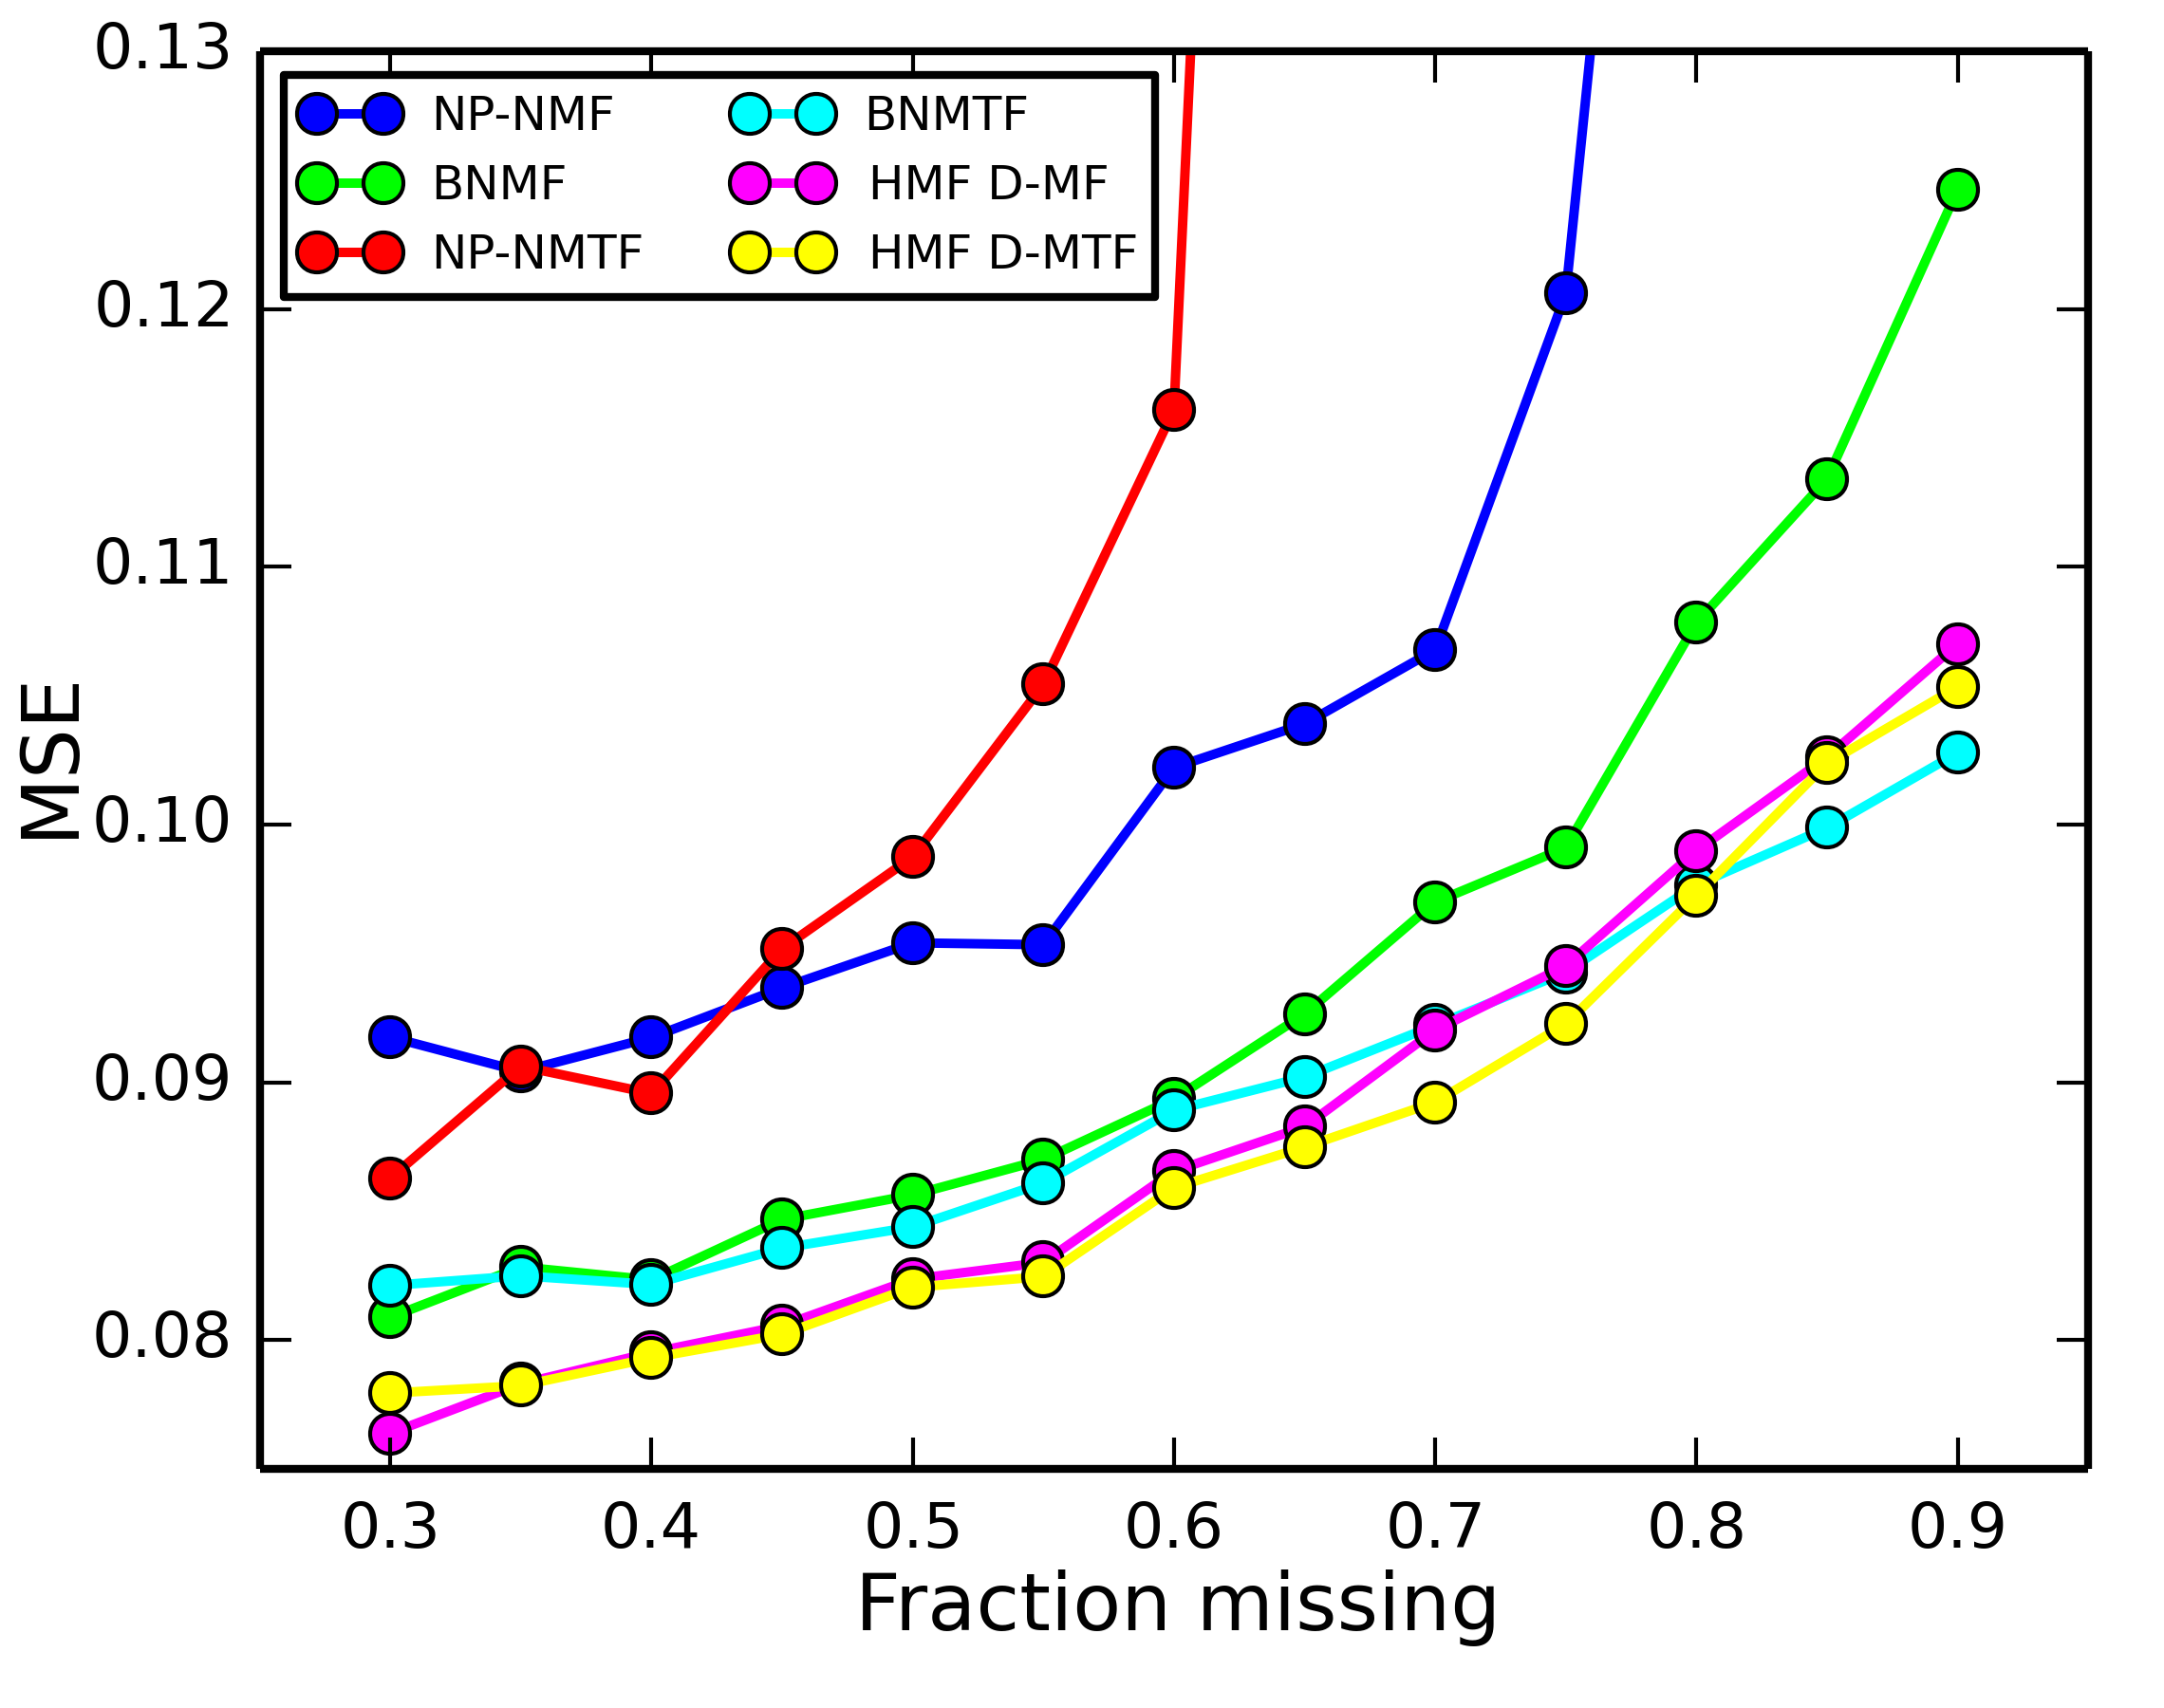 0.13
0.12
0.11
0.10
0.09
0.08
MSE
NP-NMF
BNMF
NP-NMTF
BNMTF
HMF D-MF
HMF D-MTF
0.3 0.4 0.5 0.6 0.7 0.8 0.9
Fraction missing